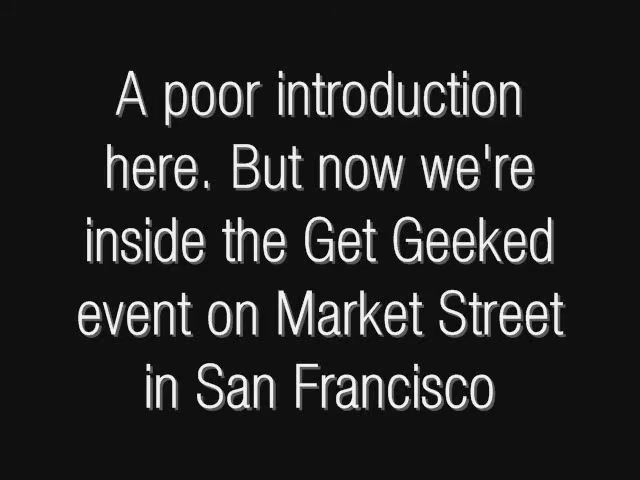 A poor introduction
here. But now we're
inside the Get Geeked
event on Market Street
in San Francisco